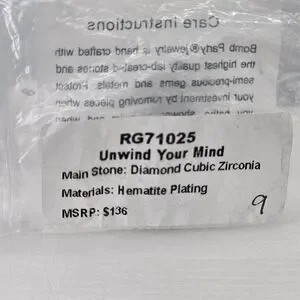 Care Instructions
Bomb Party® jewelry is hand crafted with
the highest quality lab-created stones and
semi-precious gems and metals. Protect
your investment by removing pieces when
RG71025
Unwind Your Mind
Main Stone: Diamond Cubic Zirconia
Materials: Hematite Plating
MSRP: $136
9